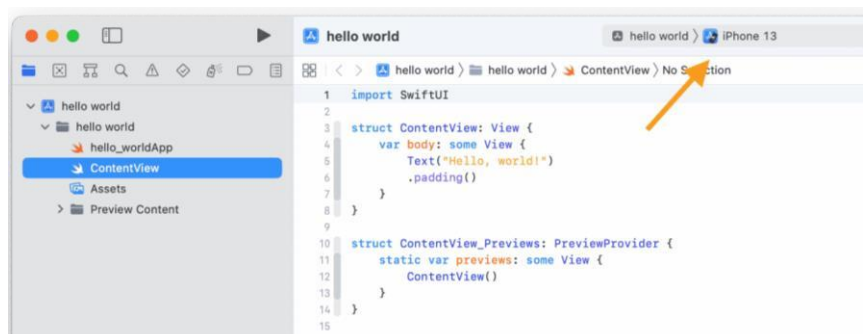 hello world
hello world 〉 iPhone 13
hello world 〉 hello world 〉 ContentView 〉 No S ction
hello world
hello world
hello_worldApp
ContentView
Assets
Preview Content
1 import SwiftUI
2
3 struct ContentView: View {
4 var body: some View {
5 Text("Hello, world!")
6 .padding()
7 }
8 }
9
10 struct ContentView_Previews: PreviewProvider {
11 static var previews: some View {
12 ContentView()
13 }
14 }
15